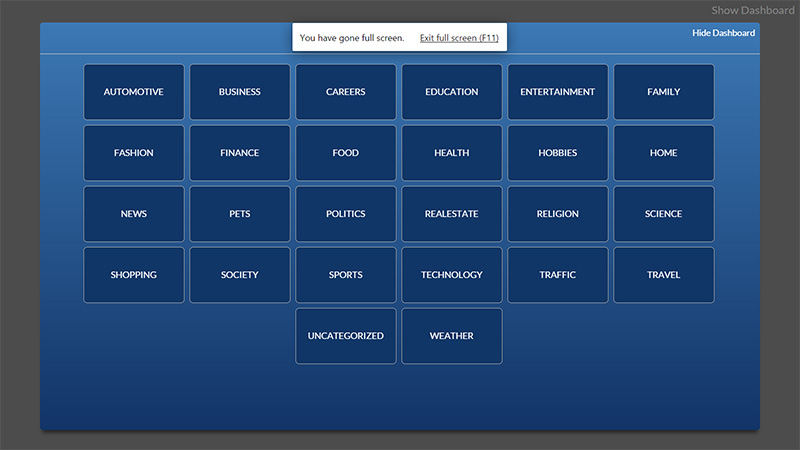 Show Dashboard
You have gone full screen. Exit full screen (F11)
Hide Dashboard
AUTOMOTIVE BUSINESS CAREERS EDUCATION ENTERTAINMENT FAMILY
FASHION FINANCE FOOD HEALTH HOBBIES HOME
NEWS PETS POLITICS REALESTATE RELIGION SCIENCE
SHOPPING SOCIETY SPORTS TECHNOLOGY TRAFFIC TRAVEL
UNCATEGORIZED WEATHER